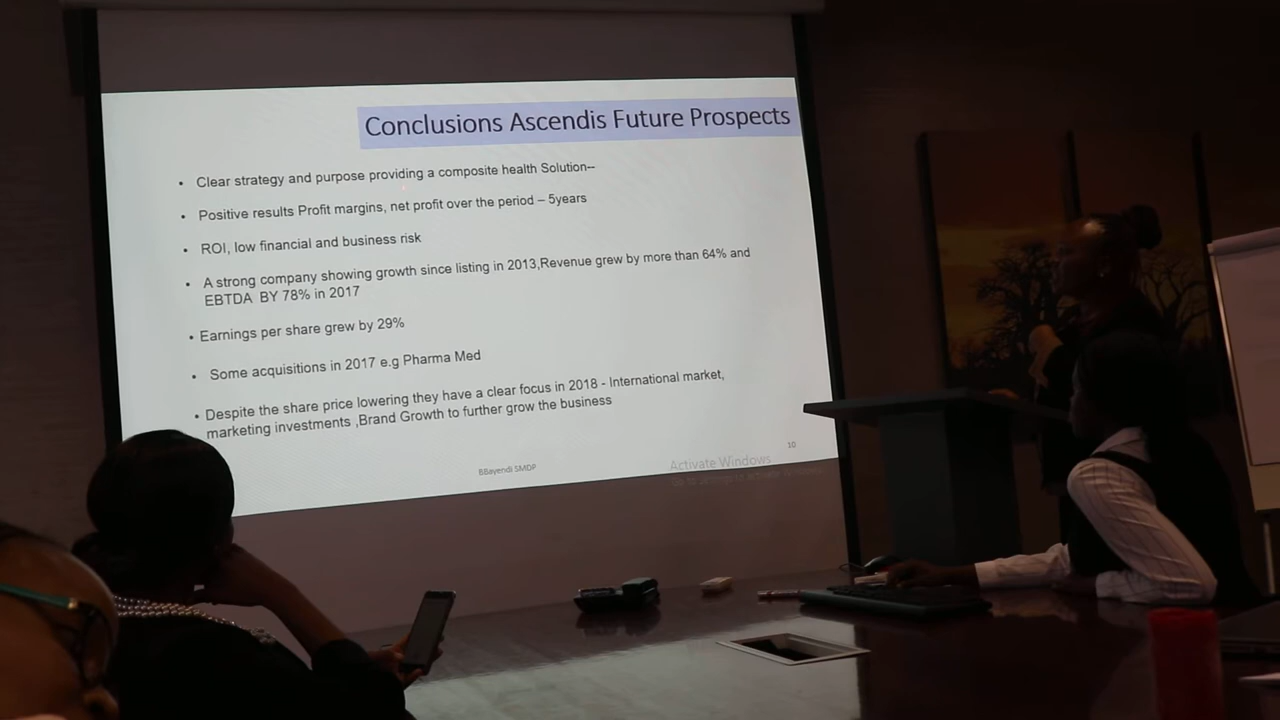 Conclusions Ascendis Future Prospects
• Clear strategy and purpose providing a composite health Solution--
• Positive results Profit margins, net profit over the period – 5years
• ROI, low financial and business risk
• A strong company showing growth since listing in 2013,Revenue grew by more than 64% and
EBTDA BY 78% in 2017
• Earnings per share grew by 29%
• Some acquisitions in 2017 e.g Pharma Med
• Despite the share price lowering they have a clear focus in 2018 - International market,
marketing investments ,Brand Growth to further grow the business
10
BBayendi SMDP
Activate Windows